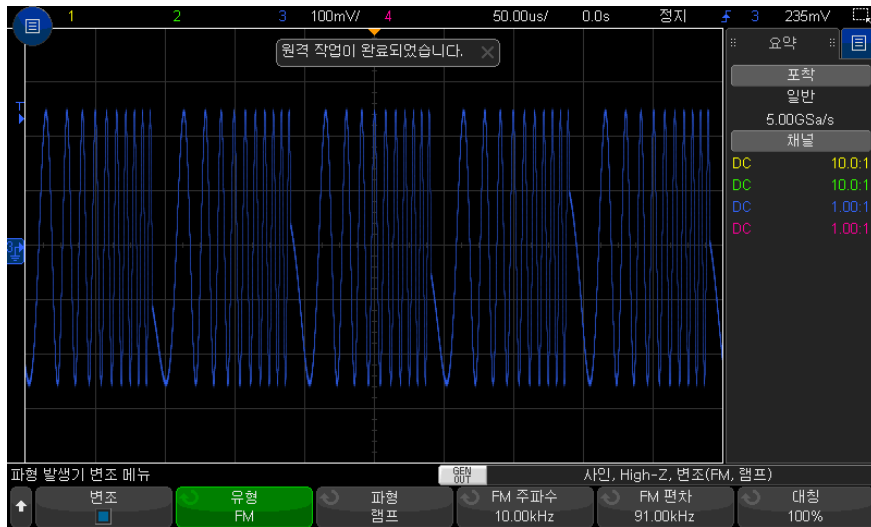 1 2 3 100mV/ 4 50.00us/ 0.0s 정지 3 235mV
원격 작업이 완료되었습니다.
요약
포착
일반
5.00GSa/s
채널
DC 10.0:1
DC 10.0:1
DC 1.00:1
DC 1.00:1
T
3
파형 발생기 변조 메뉴
GEN OUT
사인, High-Z, 변조(FM, 램프)
변조
유형
FM
파형
램프
FM 주파수
10.00kHz
FM 편차
91.00kHz
대칭
100%